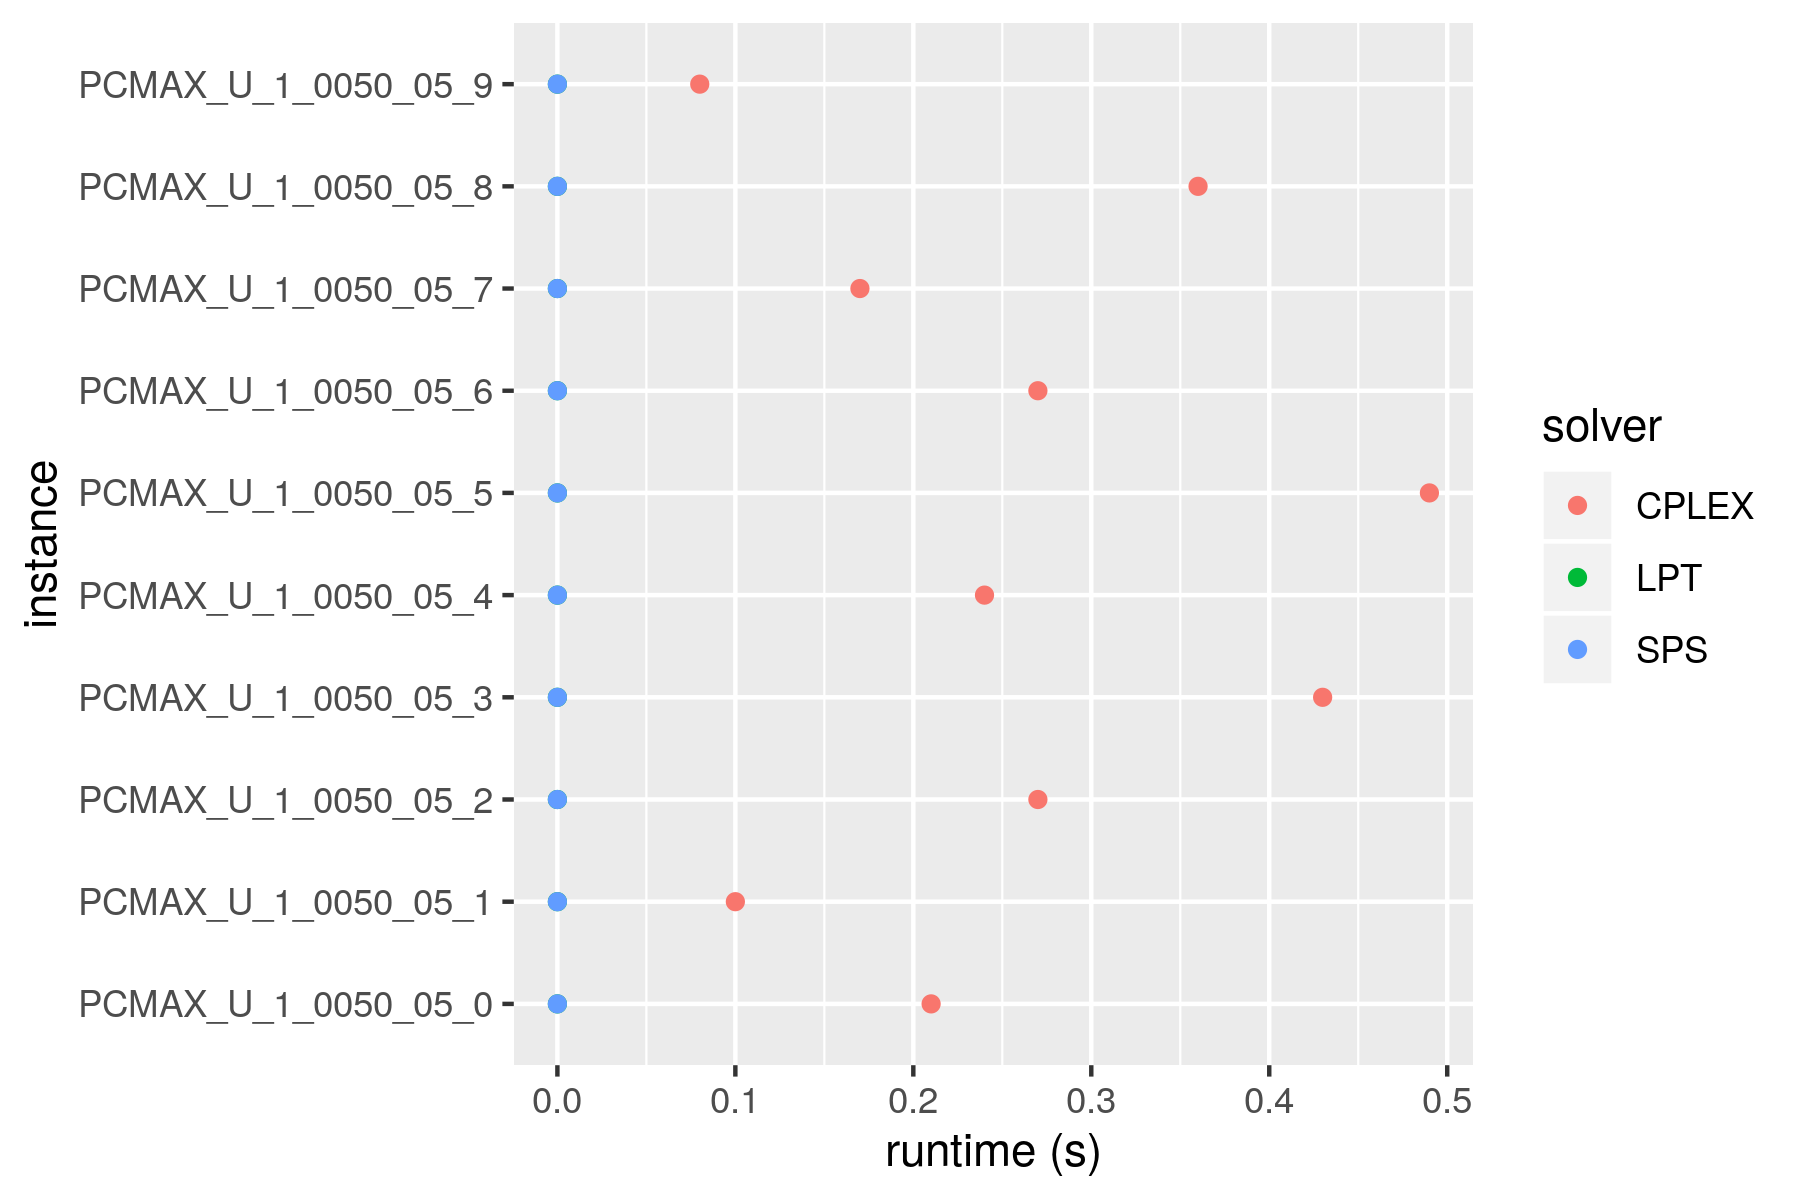 PCMAX_U_1_0050_05_9
PCMAX_U_1_0050_05_8
PCMAX_U_1_0050_05_7
PCMAX_U_1_0050_05_6
PCMAX_U_1_0050_05_5
PCMAX_U_1_0050_05_4
PCMAX_U_1_0050_05_3
PCMAX_U_1_0050_05_2
PCMAX_U_1_0050_05_1
PCMAX_U_1_0050_05_0
instance
0.0 0.1 0.2 0.3 0.4 0.5
runtime (s)
solver
CPLEX
LPT
SPS